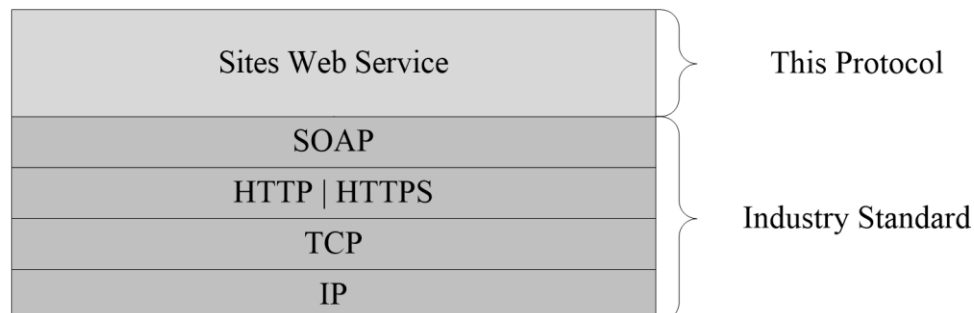 Sites Web Service
This Protocol
SOAP
HTTP | HTTPS
TCP
IP
Industry Standard